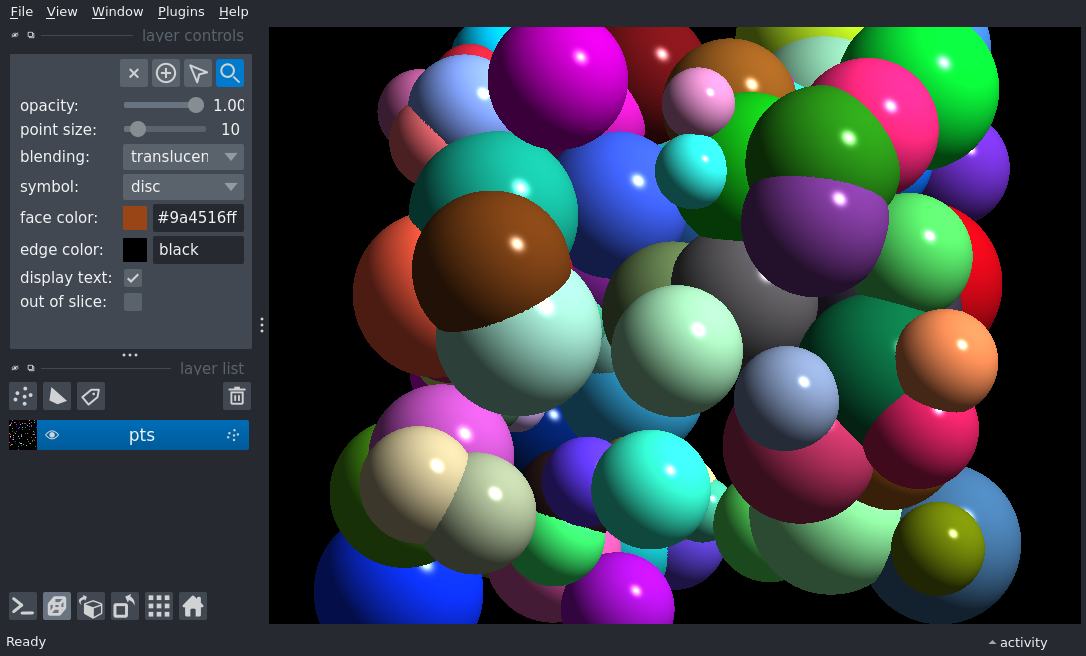 File View Window Plugins Help
layer controls
opacity: 1.00
point size: 10
blending: translucen
symbol: disc
face color: #9a4516ff
edge color: black
display text:
out of slice:
layer list
pts
Ready activity